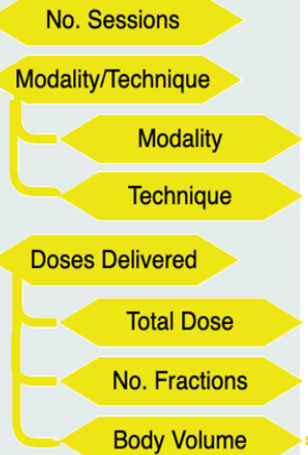 No. Sessions
Modality/Technique
Modality
Technique
Doses Delivered
Total Dose
No. Fractions
Body Volume